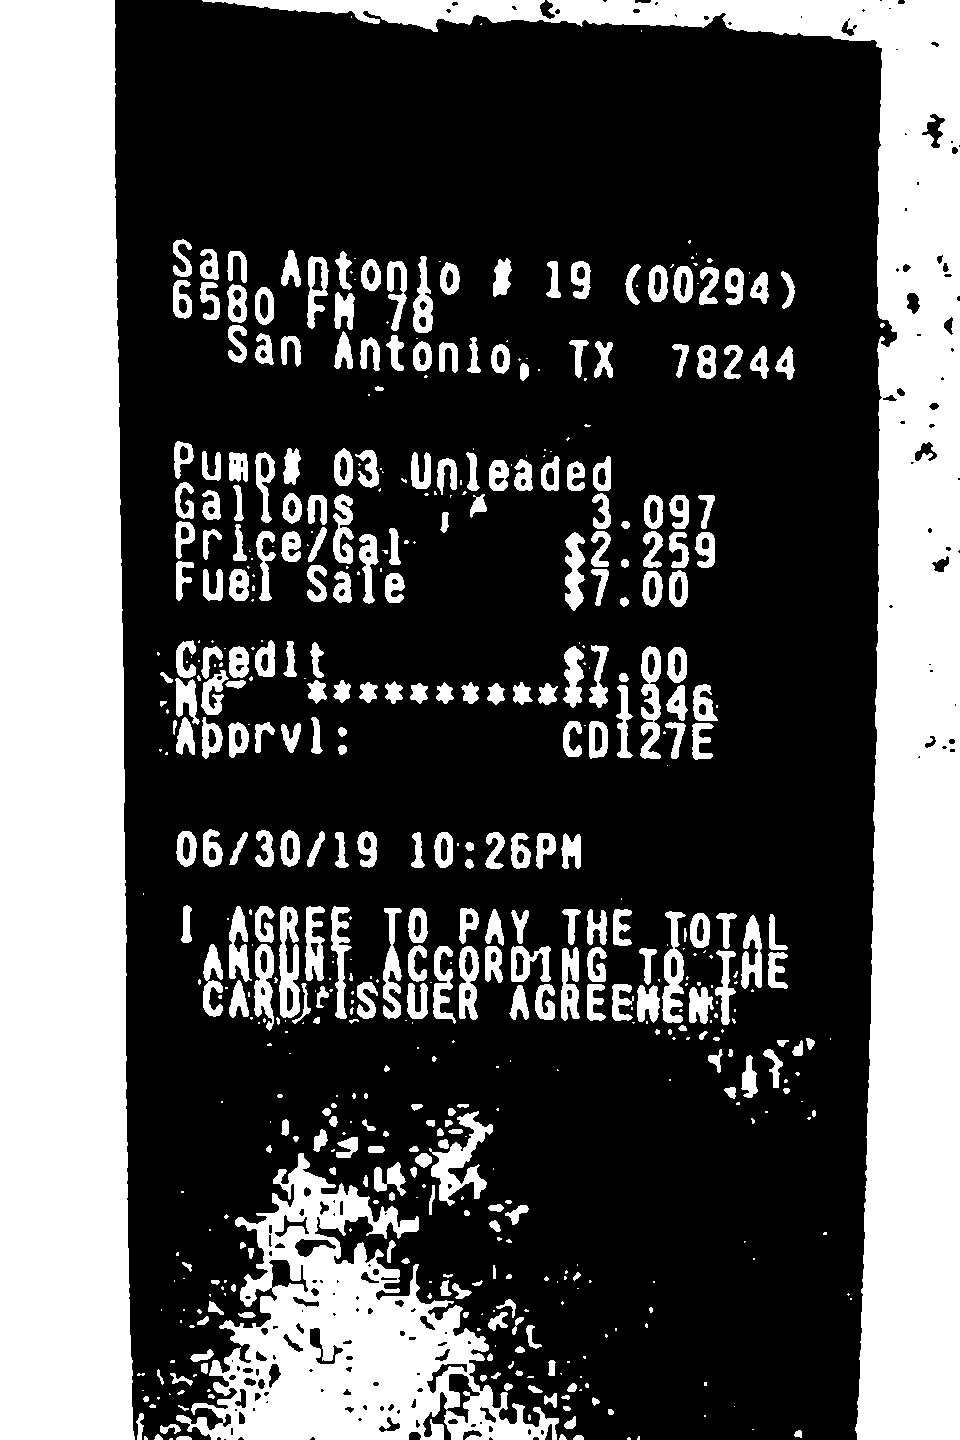 San Antonio # 19 (00294)
6580 FM 78
San Antonio, TX 78244
Pump# 03 Unleaded
Gallons 3.097
Price/Gal $2.259
Fuel Sale $7.00
Credit $7.00
MG ************1346
Apprvl: CD127E
06/30/19 10:26PM
I AGREE TO PAY THE TOTAL
AMOUNT ACCORDING TO THE
CARD ISSUER AGREEMENT